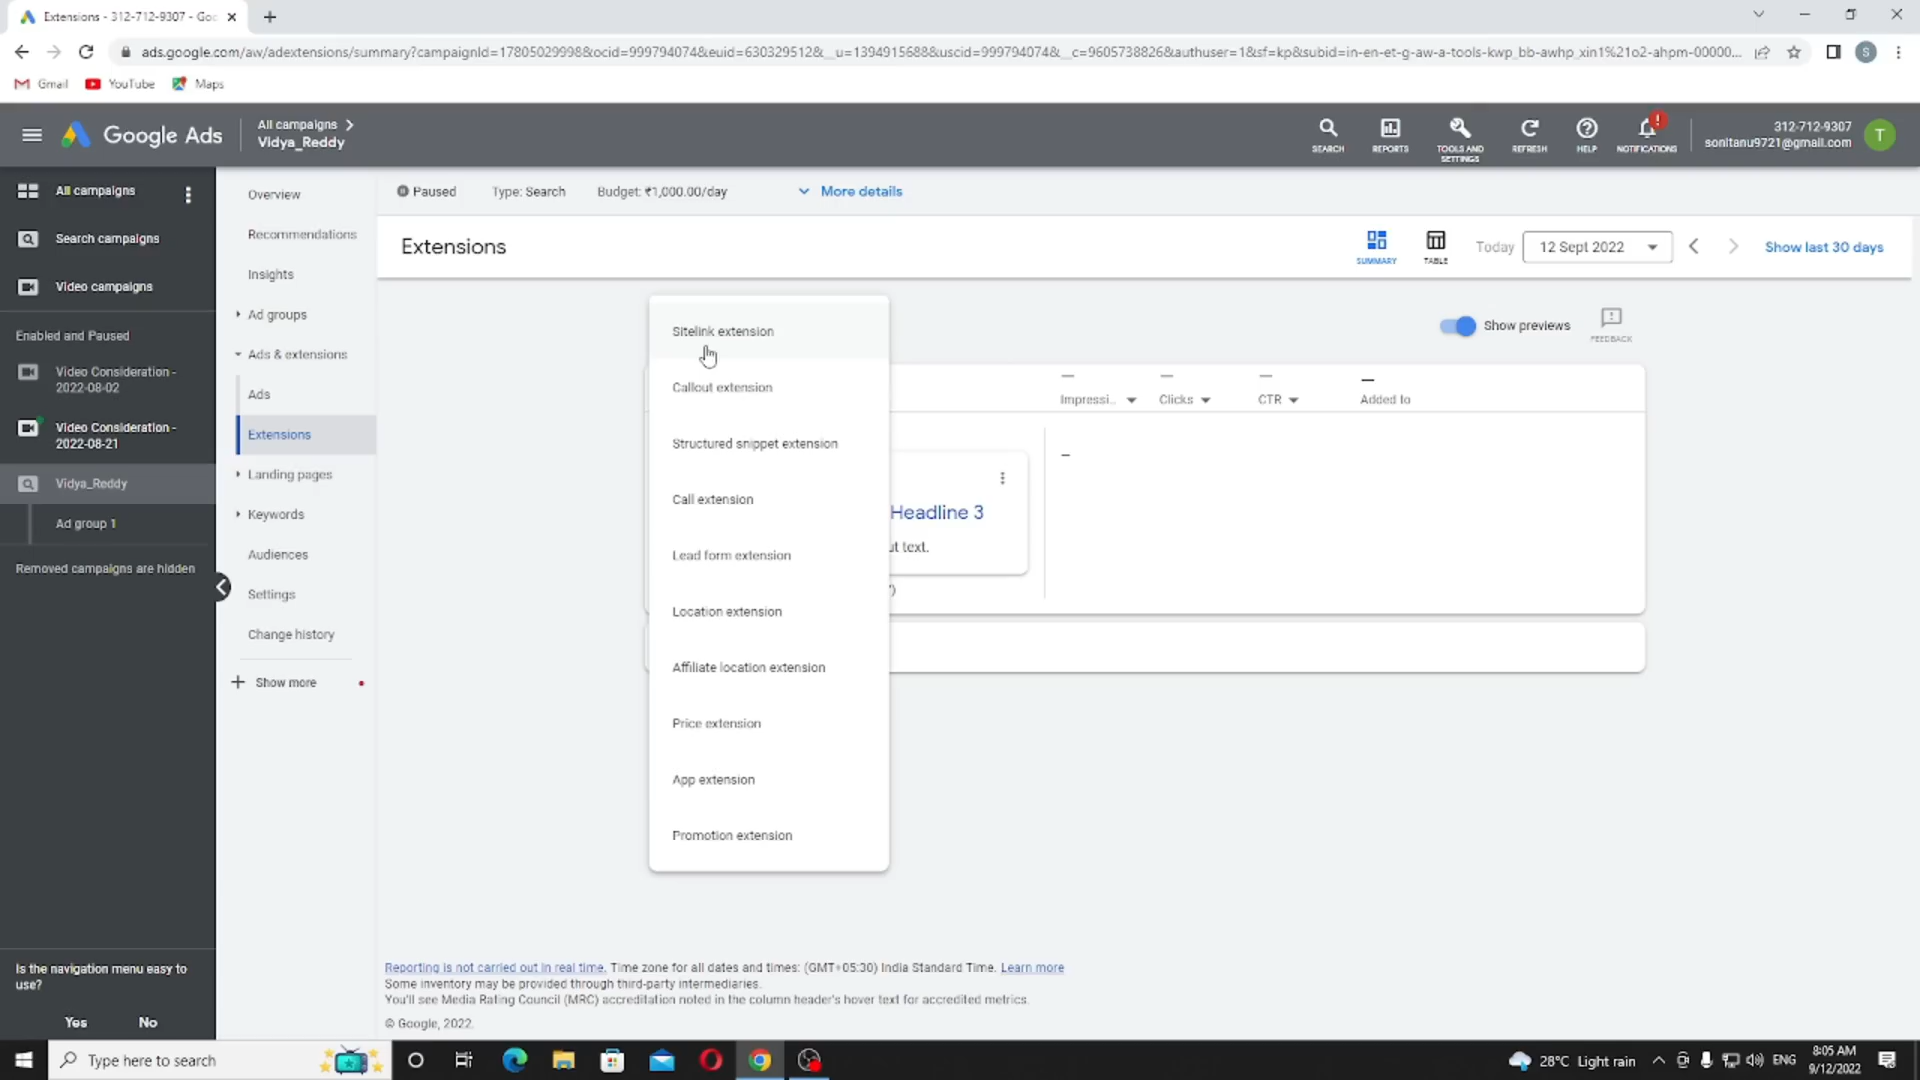 Extensions - 312-712-9307 - Goo
ads.google.com/aw/adextensions/summary?campaignId=17805029998&ocid=999794074&euid=630329512&__u=1394915688&uscid=999794074&__c=9605738826&authuser=1&sf=kp&subid=in-en-et-g-aw-a-tools-kwp_bb-awhp_xin1%21o2-ahpm-00000...
S
Gmail
YouTube
Maps
Google Ads
All campaigns
Vidya_Reddy
SEARCH
REPORTS
TOOLS AND SETTINGS
REFRESH
HELP
NOTIFICATIONS
312-712-9307
sonitanu9721@gmail.com
T
All campaigns
Search campaigns
Video campaigns
Enabled and Paused
Video Consideration -
2022-08-02
Video Consideration -
2022-08-21
Vidya_Reddy
Ad group 1
Removed campaigns are hidden
Is the navigation menu easy to
use?
Yes No
Overview
Recommendations
Insights
Ad groups
Ads & extensions
Ads
Extensions
Landing pages
Keywords
Audiences
Settings
Change history
Show more
Paused Type: Search Budget: ₹1,000.00/day More details
Extensions
SUMMARY
TABLE
Today 12 Sept 2022
Show last 30 days
Show previews
FEEDBACK
Sitelink extension
Callout extension
Structured snippet extension
Call extension
Lead form extension
Location extension
Affiliate location extension
Price extension
App extension
Promotion extension
— — — —
Impressi.. Clicks CTR Added to
Headline 3
ut text.
—
Reporting is not carried out in real time. Time zone for all dates and times: (GMT+05:30) India Standard Time. Learn more
Some inventory may be provided through third-party intermediaries.
You'll see Media Rating Council (MRC) accreditation noted in the column header's hover text for accredited metrics.
© Google, 2022.
Type here to search
28°C Light rain
ENG
8:05 AM
9/12/2022